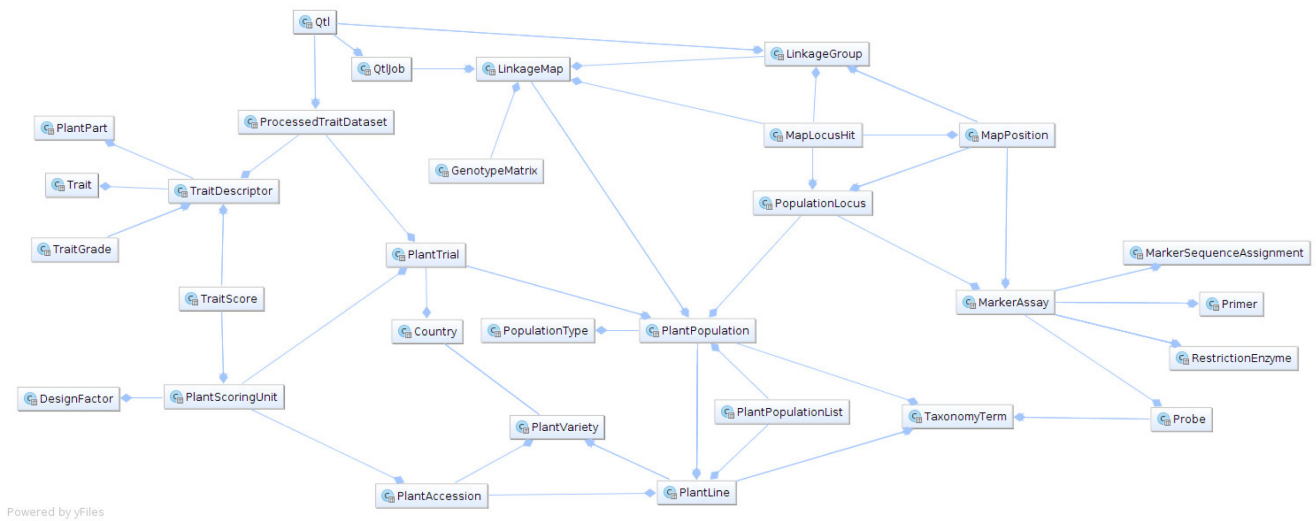 Qtl
LinkageGroup
QtlJob
LinkageMap
ProcessedTraitDataset
PlantPart
MapLocusHit
MapPosition
GenotypeMatrix
Trait
TraitDescriptor
PopulationLocus
TraitGrade
PlantTrial
MarkerSequenceAssignment
TraitScore
MarkerAssay
Primer
Country
PopulationType
PlantPopulation
RestrictionEnzyme
DesignFactor
PlantScoringUnit
PlantPopulationList
TaxonomyTerm
Probe
PlantVariety
PlantAccession
PlantLine
Powered by yFiles